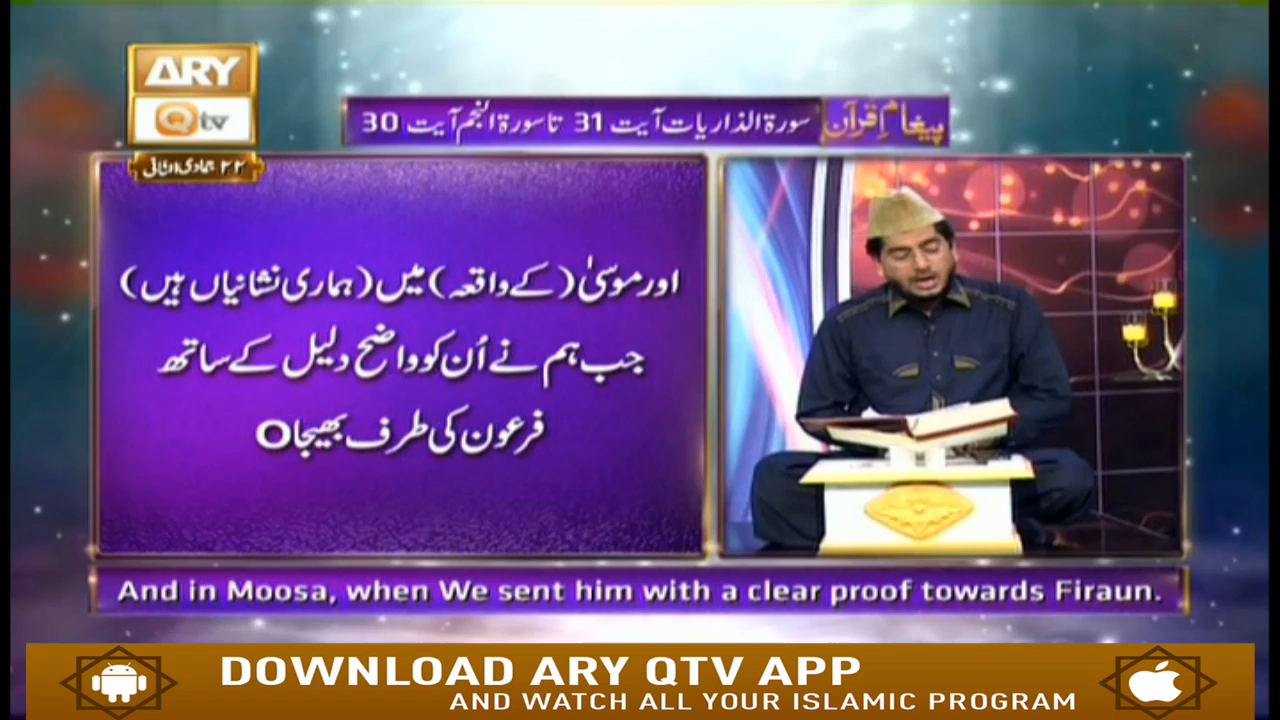 ARY
Qtv
۲۲ جمادی الثانی
پیغامِ قرآن
سورۃ الذاریات آیت 31 تا سورۃ النجم آیت 30
اور موسیٰ (کے واقعہ) میں (ہماری نشانیاں ہیں)
جب ہم نے اُن کو واضح دلیل کے ساتھ
فرعون کی طرف بھیجاO
And in Moosa, when We sent him with a clear proof towards Firaun.
DOWNLOAD ARY QTV APP
AND WATCH ALL YOUR ISLAMIC PROGRAM